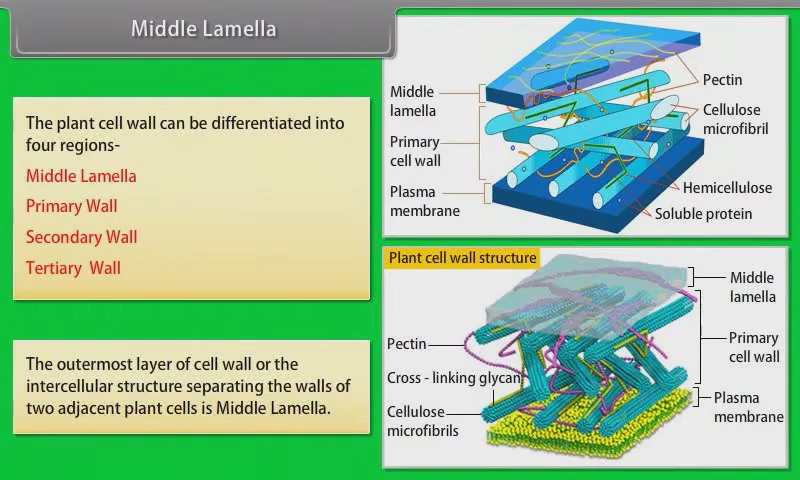 Middle Lamella
The plant cell wall can be differentiated into
four regions-
Middle Lamella
Primary Wall
Secondary Wall
Tertiary Wall
The outermost layer of cell wall or the
intercellular structure separating the walls of
two adjacent plant cells is Middle Lamella.
Middle
lamella
Primary
cell wall
Plasma
membrane
Pectin
Cellulose
microfibril
Hemicellulose
Soluble protein
Plant cell wall structure
Pectin
Cross - linking glycan
Cellulose
microfibrils
Middle
lamella
Primary
cell wall
Plasma
membrane